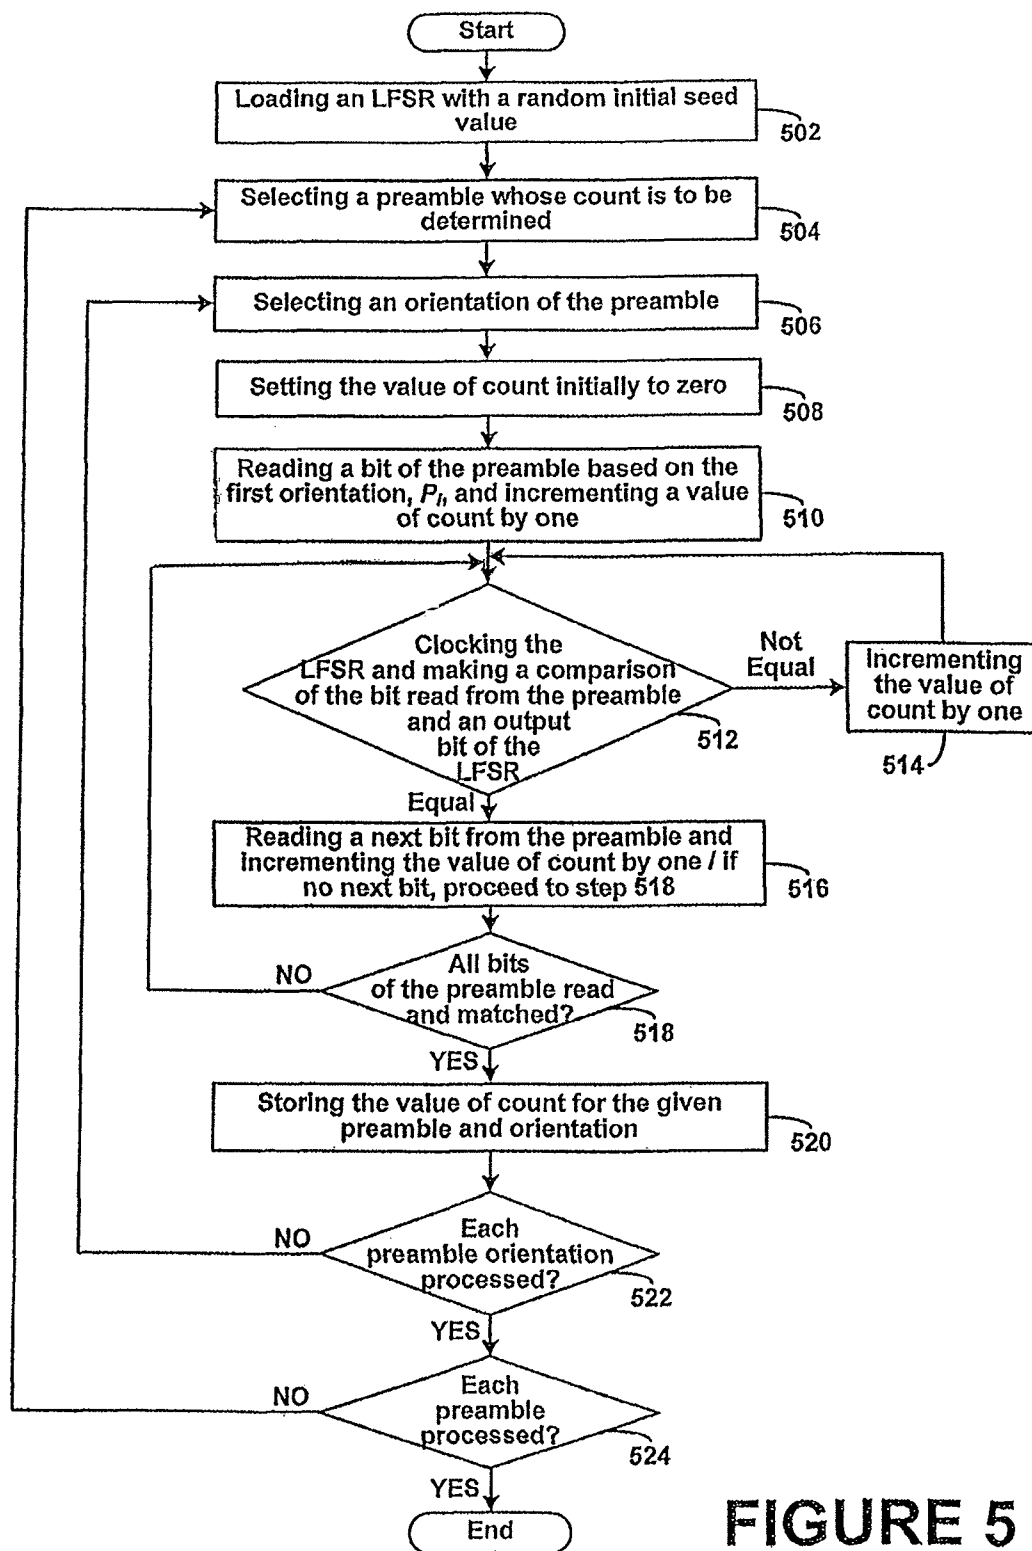 Start
Loading an LFSR with a random initial seed
value
502
Selecting a preamble whose count is to be
determined
504
Selecting an orientation of the preamble
506
Setting the value of count initially to zero
508
Reading a bit of the preamble based on the
first orientation, P_I, and incrementing a value
of count by one
510
Clocking the
LFSR and making a comparison
of the bit read from the preamble
and an output
bit of the
LFSR
512
Not
Equal
Incrementing
the value of
count by one
514
Equal
Reading a next bit from the preamble and
incrementing the value of count by one / if
no next bit, proceed to step 518
516
All bits
of the preamble read
and matched?
518
NO
YES
Storing the value of count for the given
preamble and orientation
520
Each
preamble orientation
processed?
522
NO
YES
Each
preamble
processed?
524
NO
YES
End
FIGURE 5